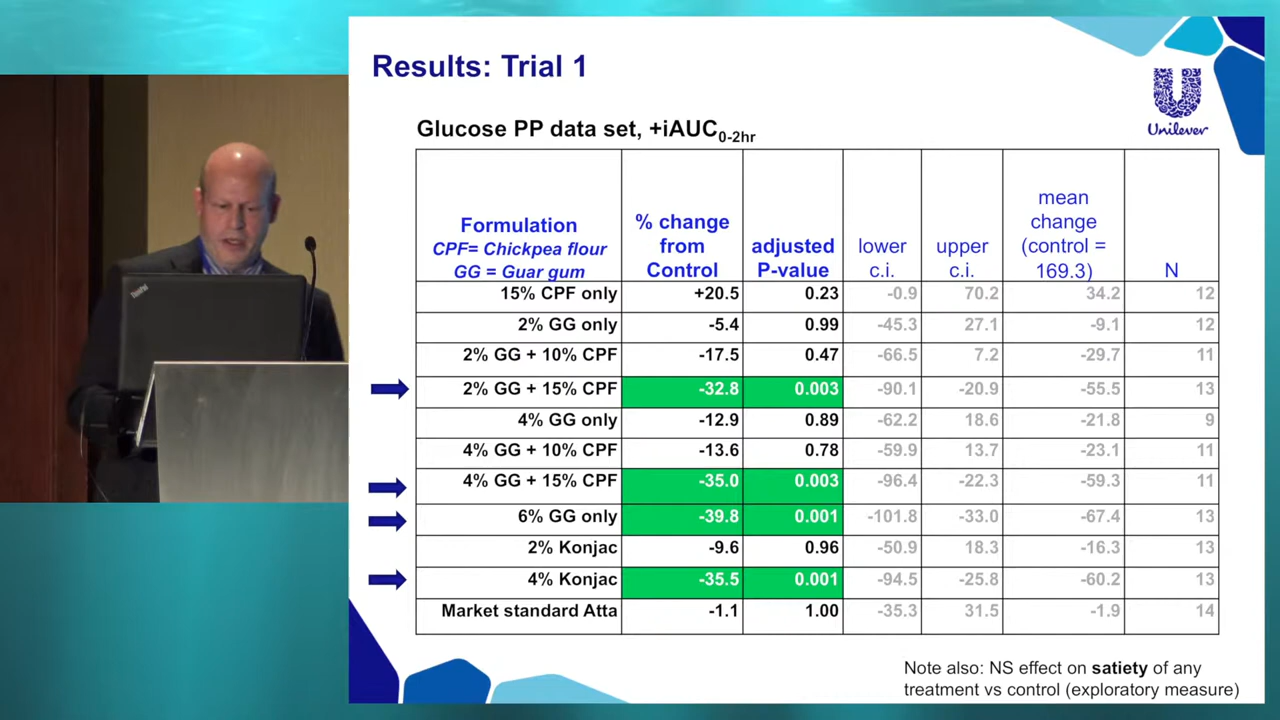 Results: Trial 1
Unilever
Glucose PP data set, +iAUC0-2hr
Formulation
CPF= Chickpea flour
GG = Guar gum
% change
from
Control
adjusted
P-value
lower
c.i.
upper
c.i.
mean
change
(control =
169.3)
N
15% CPF only +20.5 0.23 -0.9 70.2 34.2 12
2% GG only -5.4 0.99 -45.3 27.1 -9.1 12
2% GG + 10% CPF -17.5 0.47 -66.5 7.2 -29.7 11
2% GG + 15% CPF -32.8 0.003 -90.1 -20.9 -55.5 13
4% GG only -12.9 0.89 -62.2 18.6 -21.8 9
4% GG + 10% CPF -13.6 0.78 -59.9 13.7 -23.1 11
4% GG + 15% CPF -35.0 0.003 -96.4 -22.3 -59.3 11
6% GG only -39.8 0.001 -101.8 -33.0 -67.4 13
2% Konjac -9.6 0.96 -50.9 18.3 -16.3 13
4% Konjac -35.5 0.001 -94.5 -25.8 -60.2 13
Market standard Atta -1.1 1.00 -35.3 31.5 -1.9 14
Note also: NS effect on satiety of any
treatment vs control (exploratory measure)
ThinkPad